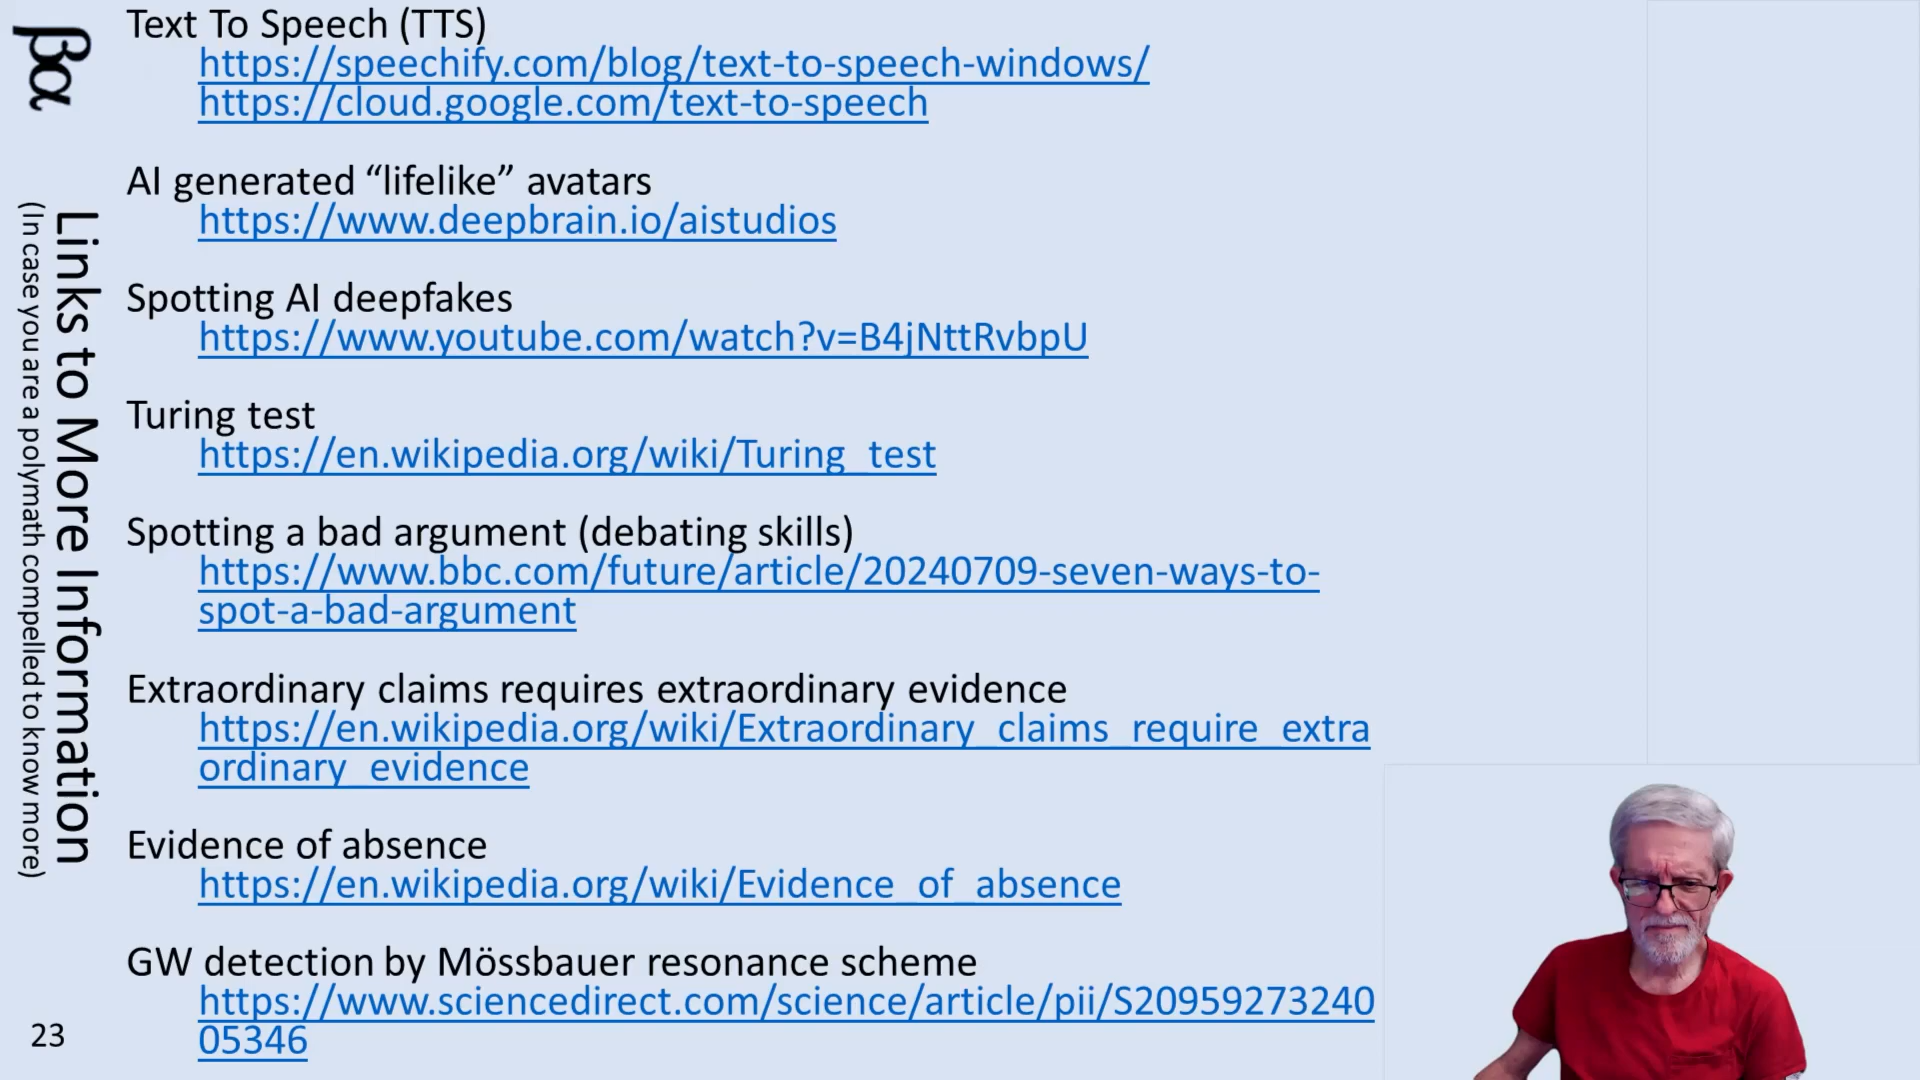 βα
Links to More Information
(In case you are a polymath compelled to know more)
Text To Speech (TTS)
https://speechify.com/blog/text-to-speech-windows/
https://cloud.google.com/text-to-speech
AI generated “lifelike” avatars
https://www.deepbrain.io/aistudios
Spotting AI deepfakes
https://www.youtube.com/watch?v=B4jNttRvbpU
Turing test
https://en.wikipedia.org/wiki/Turing_test
Spotting a bad argument (debating skills)
https://www.bbc.com/future/article/20240709-seven-ways-to-
spot-a-bad-argument
Extraordinary claims requires extraordinary evidence
https://en.wikipedia.org/wiki/Extraordinary_claims_require_extra
ordinary_evidence
Evidence of absence
https://en.wikipedia.org/wiki/Evidence_of_absence
GW detection by Mössbauer resonance scheme
https://www.sciencedirect.com/science/article/pii/S20959273240
05346
23